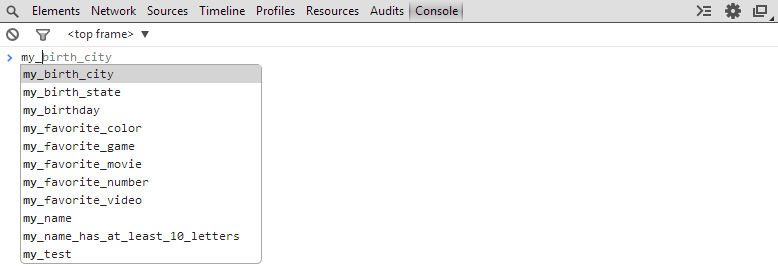 Elements Network Sources Timeline Profiles Resources Audits Console
<top frame> ▼
> my_birth_city
my_birth_city
my_birth_state
my_birthday
my_favorite_color
my_favorite_game
my_favorite_movie
my_favorite_number
my_favorite_video
my_name
my_name_has_at_least_10_letters
my_test